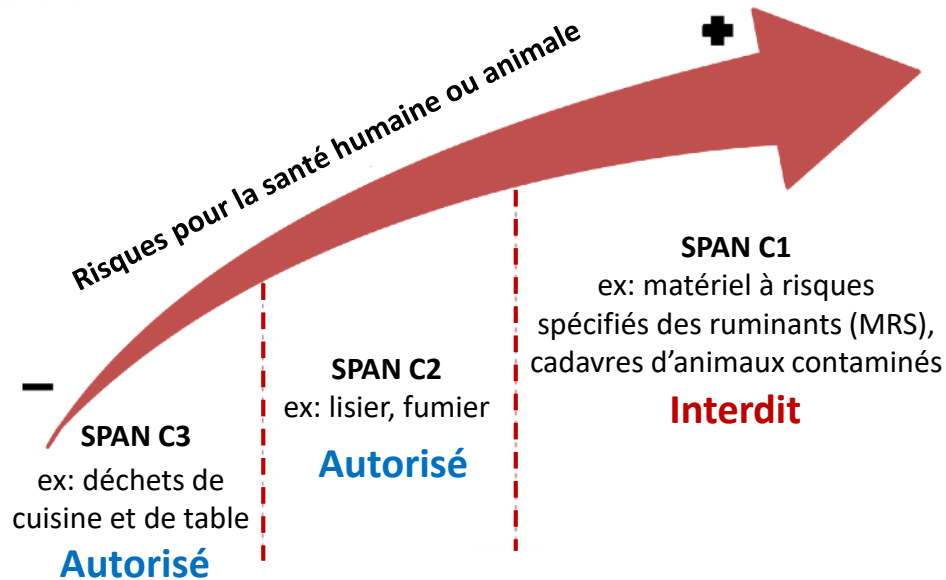 Risques pour la santé humaine ou animale
+
−
SPAN C3
ex: déchets de
cuisine et de table
Autorisé
SPAN C2
ex: lisier, fumier
Autorisé
SPAN C1
ex: matériel à risques
spécifiés des ruminants (MRS),
cadavres d’animaux contaminés
Interdit